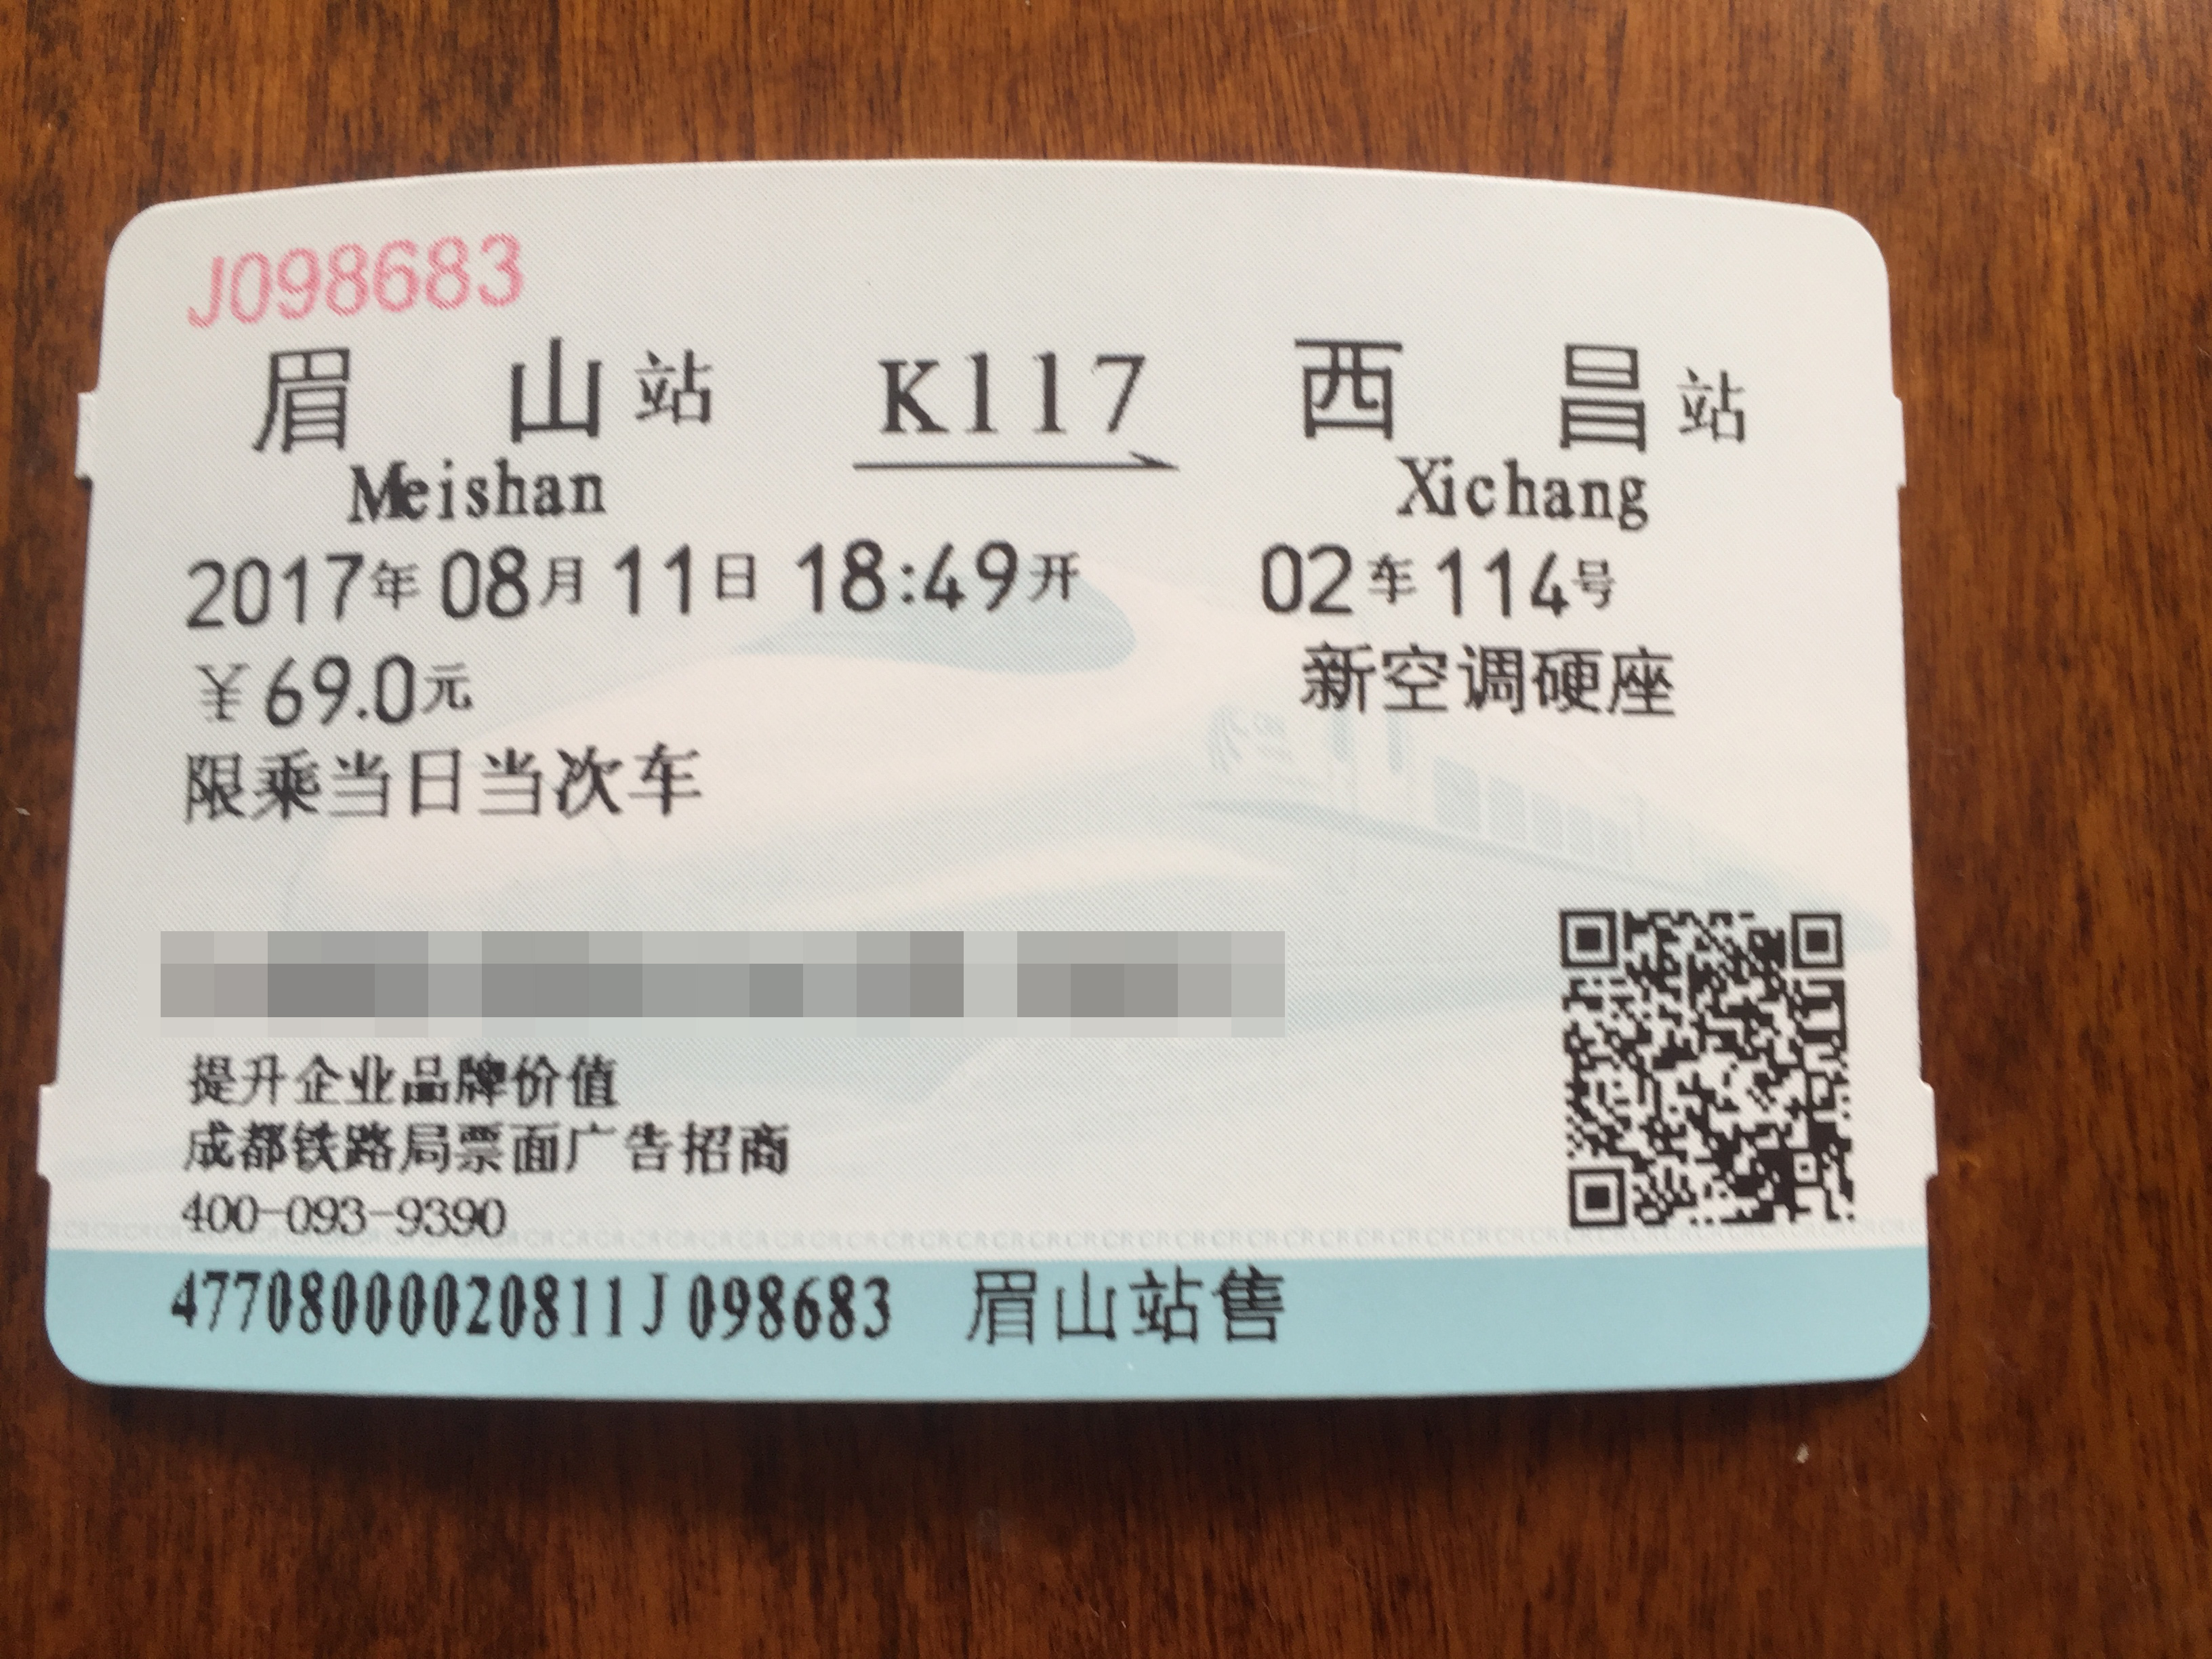 J098683
眉山站 K117 西昌站
Meishan Xichang
2017年08月11日18:49开 02车114号
¥69.0元 新空调硬座
限乘当日当次车
提升企业品牌价值
成都铁路局票面广告招商
400-093-9390
47708000020811J098683 眉山站售